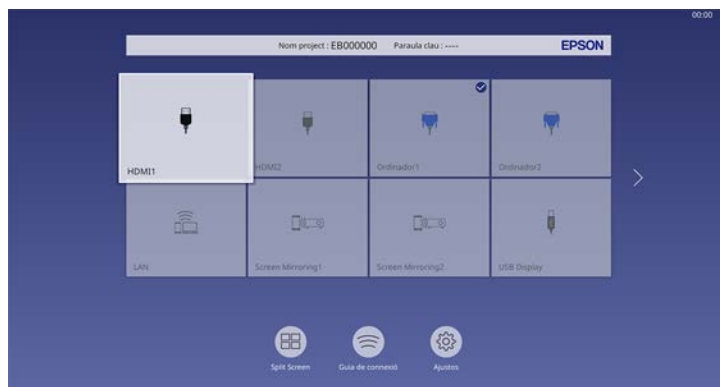 00:00
Nom project : EB000000 Paraula clau : ---- EPSON
HDMI1 HDMI2 Ordinador1 Ordinador2
LAN Screen Mirroring1 Screen Mirroring2 USB Display
Split Screen Guia de connexió Ajustos